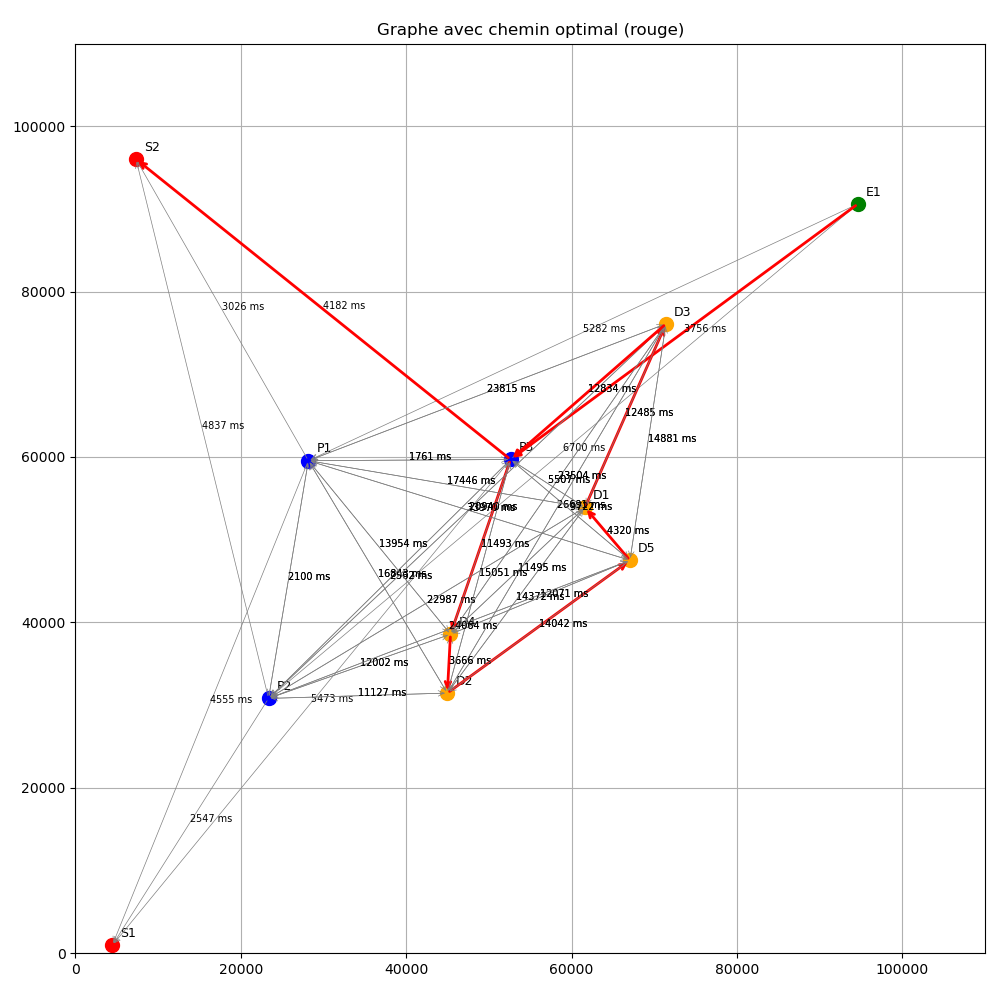 Graphe avec chemin optimal (rouge)
100000
80000
60000
40000
20000
0
0
20000
40000
60000
80000
100000
S2
E1
D3
3026 ms
4182 ms
5282 ms
3756 ms
23815 ms
12834 ms
12485 ms
4837 ms
14881 ms
P1
6700 ms
1761 ms
17446 ms
23504 ms
5507 ms
D1
4320 ms
D5
13954 ms
11493 ms
2100 ms
15051 ms
11495 ms
22987 ms
14372 ms
12071 ms
14042 ms
D4
12002 ms
3666 ms
P2
D2
11127 ms
4555 ms
5473 ms
2547 ms
S1